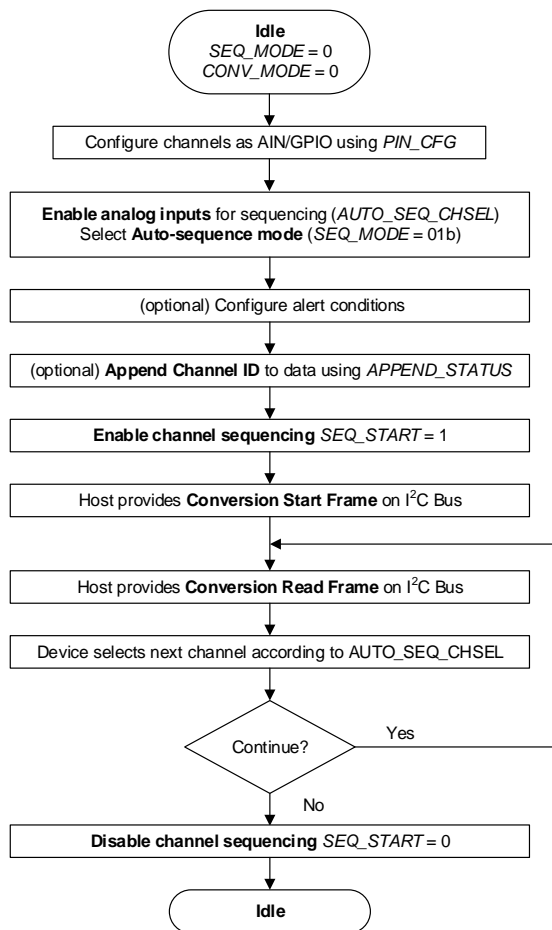 Idle
SEQ_MODE = 0
CONV_MODE = 0
Configure channels as AIN/GPIO using PIN_CFG
Enable analog inputs for sequencing (AUTO_SEQ_CHSEL)
Select Auto-sequence mode (SEQ_MODE = 01b)
(optional) Configure alert conditions
(optional) Append Channel ID to data using APPEND_STATUS
Enable channel sequencing SEQ_START = 1
Host provides Conversion Start Frame on I²C Bus
Host provides Conversion Read Frame on I²C Bus
Device selects next channel according to AUTO_SEQ_CHSEL
Continue?
Yes
No
Disable channel sequencing SEQ_START = 0
Idle